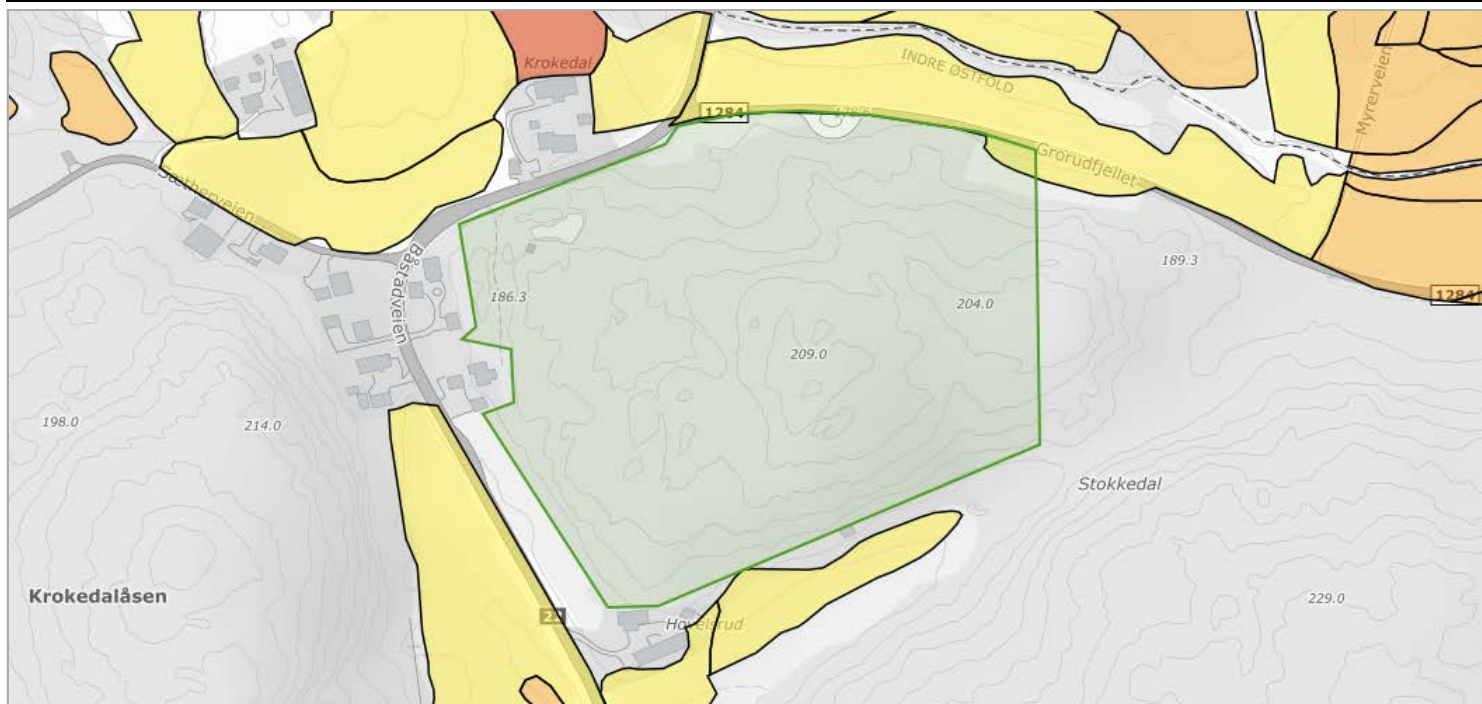 Krokedal
INDRE ØSTFOLD
1284
Myrerveien
Grorudfjellet
Sætherveien
Båstadveien
186.3
204.0
189.3
1284
209.0
198.0
214.0
Stokkedal
Krokedalåsen
229.0
22
Hovelsrud